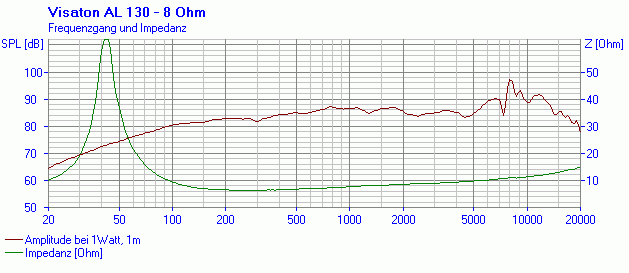 Visaton AL 130 - 8 Ohm
Frequenzgang und Impedanz
SPL [dB] Z [Ohm]
100 50
90 40
80 30
70 20
60 10
50
20 50 100 200 500 1000 2000 5000 10000 20000
Amplitude bei 1Watt, 1m
Impedanz [Ohm]